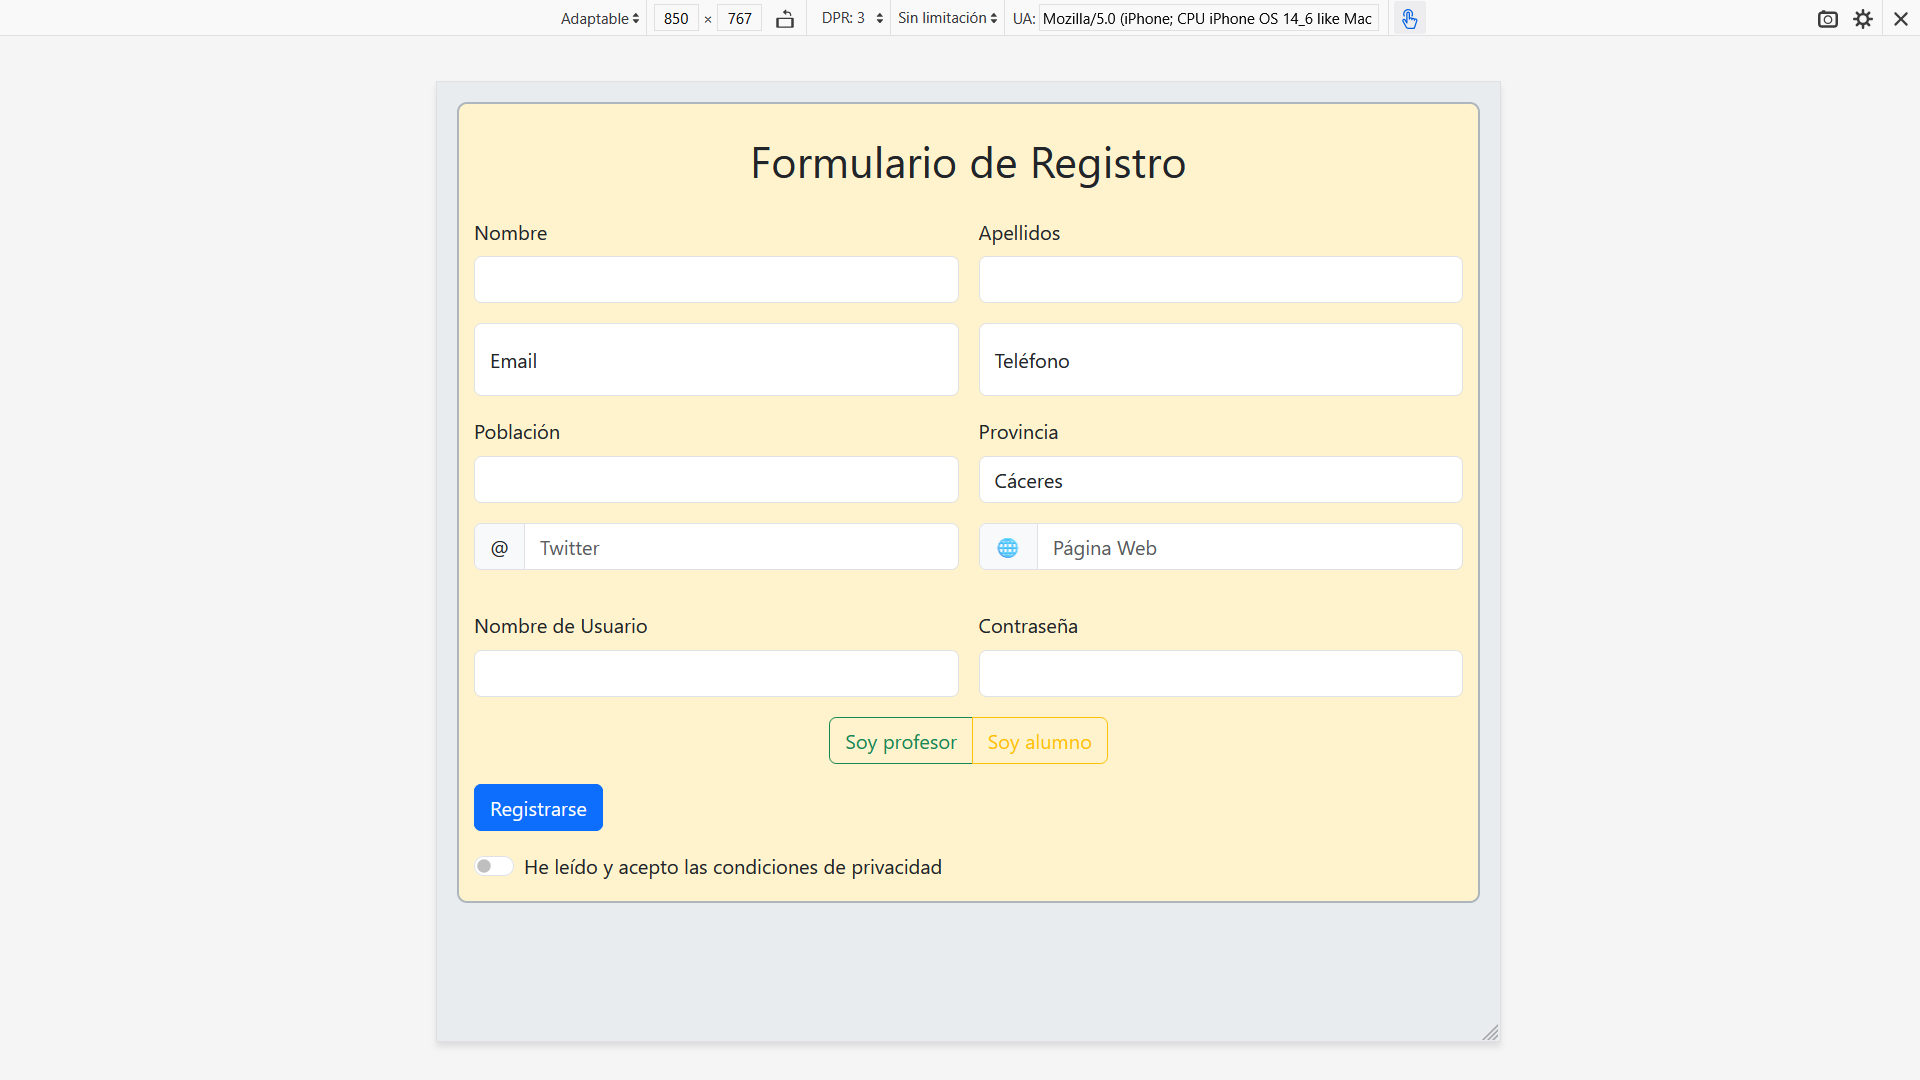 Adaptable 850 × 767 DPR: 3 Sin limitación UA: Mozilla/5.0 (iPhone; CPU iPhone OS 14_6 like Mac
Formulario de Registro
Nombre Apellidos
Email Teléfono
Población Provincia
Cáceres
@ Twitter Página Web
Nombre de Usuario Contraseña
Soy profesor Soy alumno
Registrarse
He leído y acepto las condiciones de privacidad